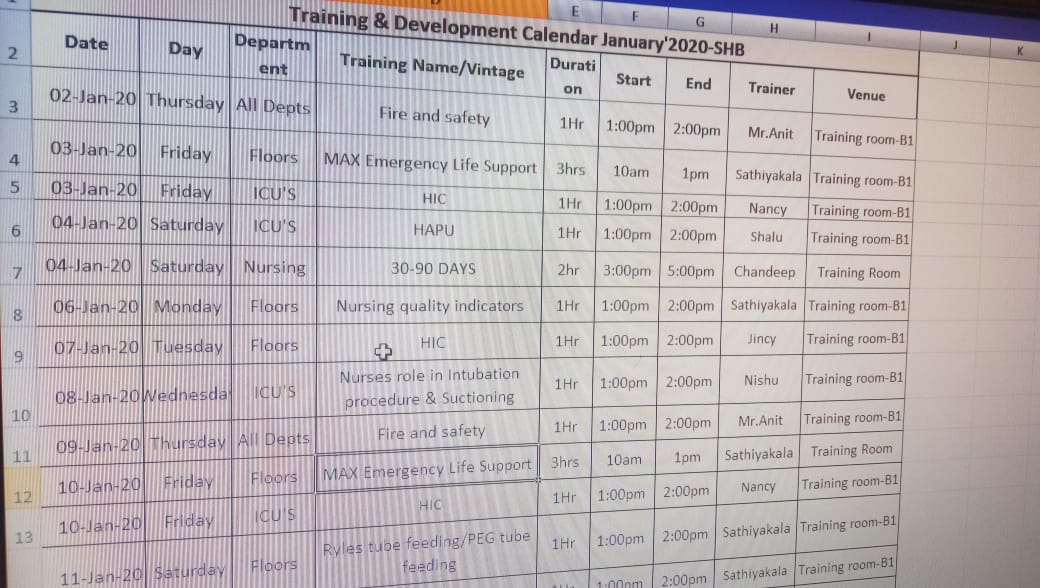 E F G H I J K
Training & Development Calendar January'2020-SHB
2 Date Day Departm ent Training Name/Vintage Durati on Start End Trainer Venue
3 02-Jan-20 Thursday All Depts Fire and safety 1Hr 1:00pm 2:00pm Mr.Anit Training room-B1
4 03-Jan-20 Friday Floors MAX Emergency Life Support 3hrs 10am 1pm Sathiyakala Training room-B1
5 03-Jan-20 Friday ICU'S HIC 1Hr 1:00pm 2:00pm Nancy Training room-B1
6 04-Jan-20 Saturday ICU'S HAPU 1Hr 1:00pm 2:00pm Shalu Training room-B1
7 04-Jan-20 Saturday Nursing 30-90 DAYS 2hr 3:00pm 5:00pm Chandeep Training Room
8 06-Jan-20 Monday Floors Nursing quality indicators 1Hr 1:00pm 2:00pm Sathiyakala Training room-B1
9 07-Jan-20 Tuesday Floors HIC 1Hr 1:00pm 2:00pm Jincy Training room-B1
10 08-Jan-20 Wednesda ICU'S Nurses role in Intubation procedure & Suctioning 1Hr 1:00pm 2:00pm Nishu Training room-B1
11 09-Jan-20 Thursday All Depts Fire and safety 1Hr 1:00pm 2:00pm Mr.Anit Training room-B1
12 10-Jan-20 Friday Floors MAX Emergency Life Support 3hrs 10am 1pm Sathiyakala Training Room
13 10-Jan-20 Friday ICU'S HIC 1Hr 1:00pm 2:00pm Nancy Training room-B1
11-Jan-20 Saturday Floors Ryles tube feeding/PEG tube feeding 1Hr 1:00pm 2:00pm Sathiyakala Training room-B1
1:00pm 2:00pm Sathiyakala Training room-B1